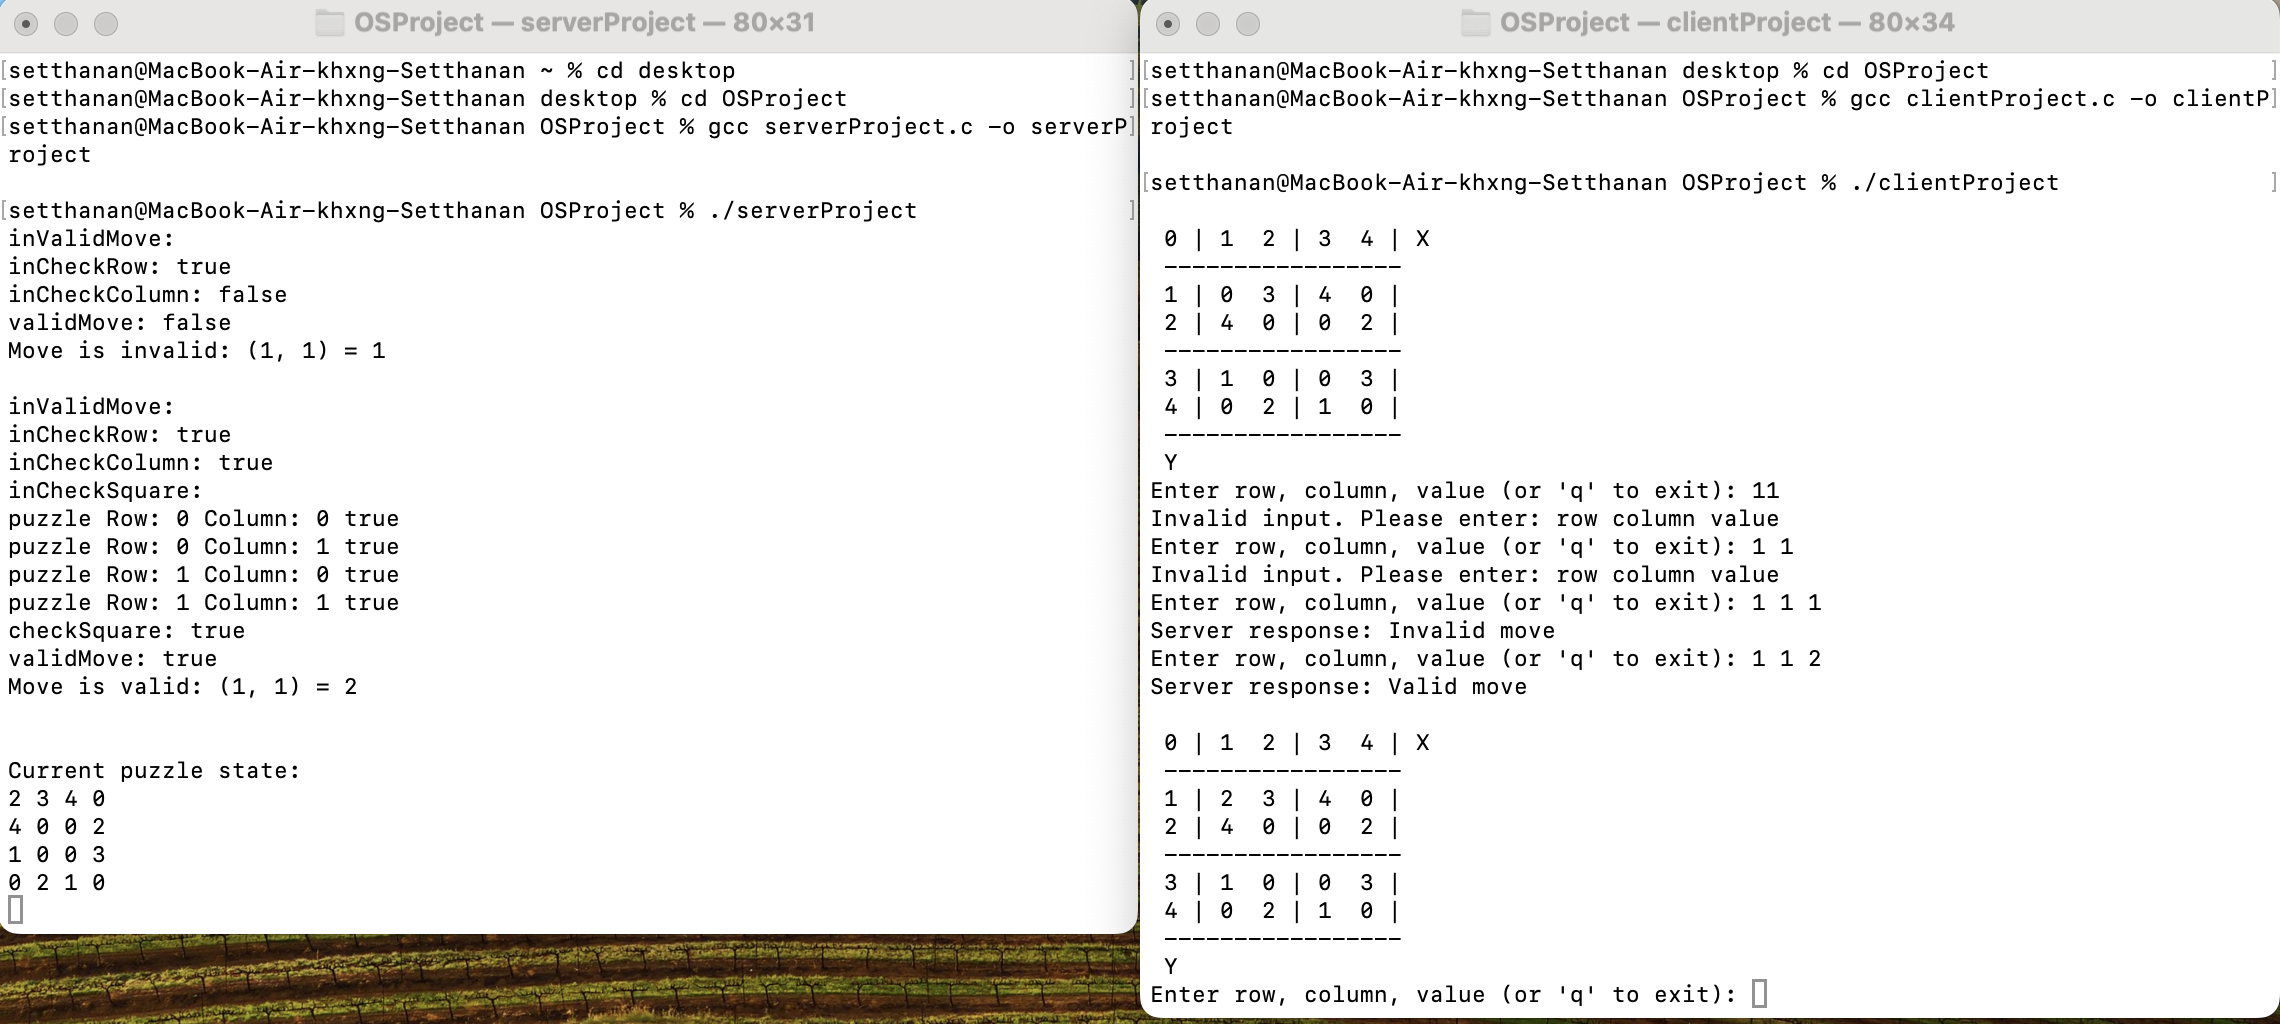 OSProject — serverProject — 80×31
[setthanan@MacBook-Air-khxng-Setthanan ~ % cd desktop ]
[setthanan@MacBook-Air-khxng-Setthanan desktop % cd OSProject ]
[setthanan@MacBook-Air-khxng-Setthanan OSProject % gcc serverProject.c -o serverP]
roject
[setthanan@MacBook-Air-khxng-Setthanan OSProject % ./serverProject ]
inValidMove:
inCheckRow: true
inCheckColumn: false
validMove: false
Move is invalid: (1, 1) = 1
inValidMove:
inCheckRow: true
inCheckColumn: true
inCheckSquare:
puzzle Row: 0 Column: 0 true
puzzle Row: 0 Column: 1 true
puzzle Row: 1 Column: 0 true
puzzle Row: 1 Column: 1 true
checkSquare: true
validMove: true
Move is valid: (1, 1) = 2
Current puzzle state:
2 3 4 0
4 0 0 2
1 0 0 3
0 2 1 0
OSProject — clientProject — 80×34
[setthanan@MacBook-Air-khxng-Setthanan desktop % cd OSProject ]
[setthanan@MacBook-Air-khxng-Setthanan OSProject % gcc clientProject.c -o clientP]
roject
[setthanan@MacBook-Air-khxng-Setthanan OSProject % ./clientProject ]
0 | 1  2 | 3  4 | X
-----------------
1 | 0  3 | 4  0 |
2 | 4  0 | 0  2 |
-----------------
3 | 1  0 | 0  3 |
4 | 0  2 | 1  0 |
-----------------
Y
Enter row, column, value (or 'q' to exit): 11
Invalid input. Please enter: row column value
Enter row, column, value (or 'q' to exit): 1 1
Invalid input. Please enter: row column value
Enter row, column, value (or 'q' to exit): 1 1 1
Server response: Invalid move
Enter row, column, value (or 'q' to exit): 1 1 2
Server response: Valid move
0 | 1  2 | 3  4 | X
-----------------
1 | 2  3 | 4  0 |
2 | 4  0 | 0  2 |
-----------------
3 | 1  0 | 0  3 |
4 | 0  2 | 1  0 |
-----------------
Y
Enter row, column, value (or 'q' to exit):